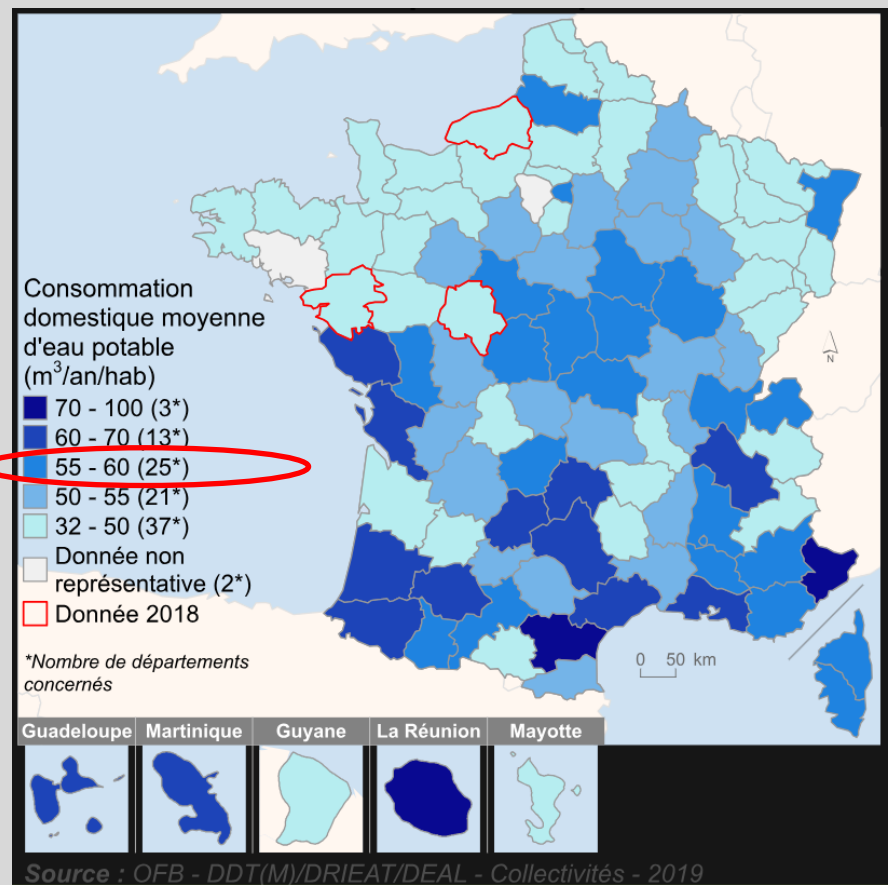 Consommation
domestique moyenne
d'eau potable
(m³/an/hab)
70 - 100 (3*)
60 - 70 (13*)
55 - 60 (25*)
50 - 55 (21*)
32 - 50 (37*)
Donnée non
représentative (2*)
Donnée 2018
*Nombre de départements
concernés
N
0 50 km
Guadeloupe Martinique Guyane La Réunion Mayotte
Source : OFB - DDT(M)/DRIEAT/DEAL - Collectivités - 2019